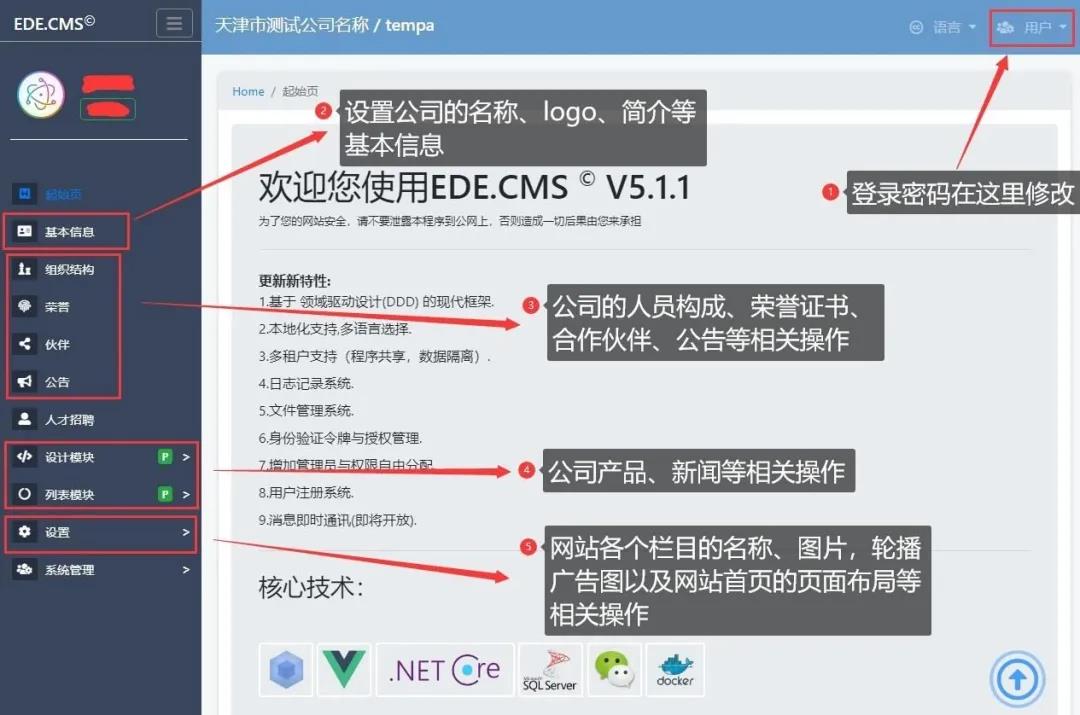 EDE.CMS©
天津市测试公司名称 / tempa
语言
用户
Home / 起始页
2
设置公司的名称、logo、简介等
基本信息
欢迎您使用EDE.CMS © V5.1.1
1
登录密码在这里修改
为了您的网站安全，请不要泄露本程序到公网上，否则造成一切后果由您来承担
起始页
基本信息
组织结构
荣誉
伙伴
公告
人才招聘
设计模块 P >
列表模块 P >
设置 >
系统管理 >
更新新特性:
1.基于 领域驱动设计(DDD) 的现代框架.
2.本地化支持,多语言选择.
3.多租户支持（程序共享，数据隔离）.
4.日志记录系统.
5.文件管理系统.
6.身份验证令牌与授权管理.
7.增加管理员与权限自由分配
8.用户注册系统.
9.消息即时通讯(即将开放).
3
公司的人员构成、荣誉证书、
合作伙伴、公告等相关操作
4
公司产品、新闻等相关操作
5
网站各个栏目的名称、图片，轮播
广告图以及网站首页的页面布局等
相关操作
核心技术：
.NET Core
Microsoft
SQL Server
docker